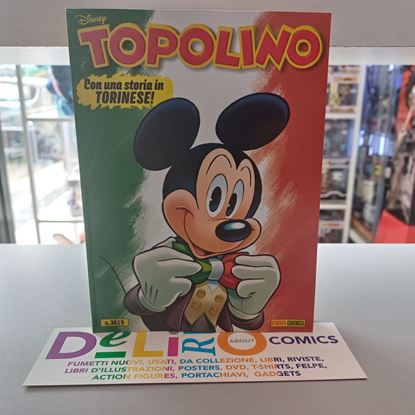 Disney
TOPOLINO
Con una storia in
TORINESE!
n.3619
PANINI COMICS
DeLiRO ABOUT COMICS
FUMETTI NUOVI, USATI, DA COLLEZIONE, LIBRI, RIVISTE,
LIBRI D'ILLUSTRAZIONI, POSTERS, DVD, T-SHIRTS, FELPE,
ACTION FIGURES, PORTACHIAVI, GADGETS